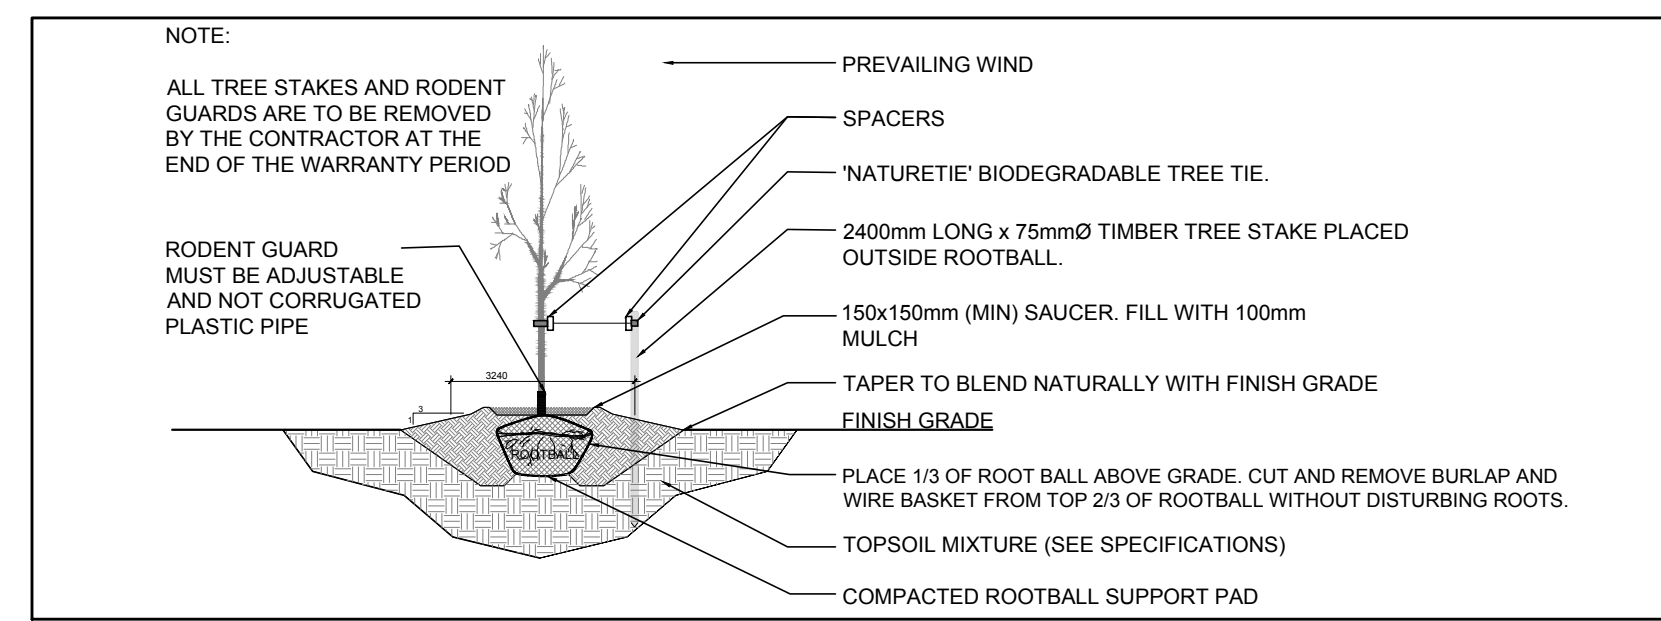 NOTE:
ALL TREE STAKES AND RODENT
GUARDS ARE TO BE REMOVED
BY THE CONTRACTOR AT THE
END OF THE WARRANTY PERIOD
RODENT GUARD
MUST BE ADJUSTABLE
AND NOT CORRUGATED
PLASTIC PIPE
3240
3
1
ROOTBALL
PREVAILING WIND
SPACERS
'NATURETIE' BIODEGRADABLE TREE TIE.
2400mm LONG x 75mmØ TIMBER TREE STAKE PLACED
OUTSIDE ROOTBALL.
150x150mm (MIN) SAUCER. FILL WITH 100mm
MULCH
TAPER TO BLEND NATURALLY WITH FINISH GRADE
FINISH GRADE
PLACE 1/3 OF ROOT BALL ABOVE GRADE. CUT AND REMOVE BURLAP AND
WIRE BASKET FROM TOP 2/3 OF ROOTBALL WITHOUT DISTURBING ROOTS.
TOPSOIL MIXTURE (SEE SPECIFICATIONS)
COMPACTED ROOTBALL SUPPORT PAD